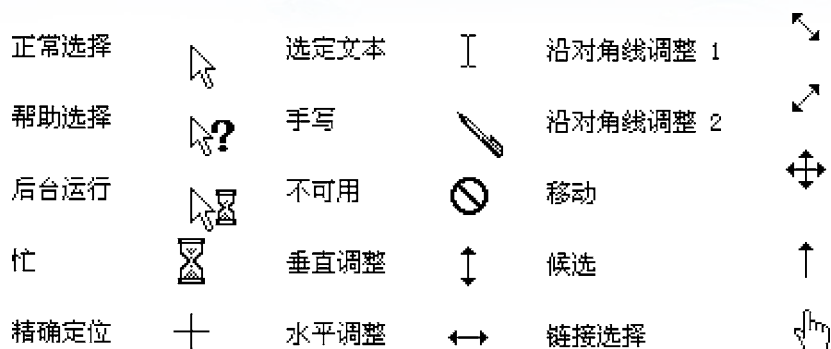 正常选择 选定文本 沿对角线调整 1
帮助选择 手写 沿对角线调整 2
后台运行 不可用 移动
忙 垂直调整 候选
精确定位 水平调整 链接选择